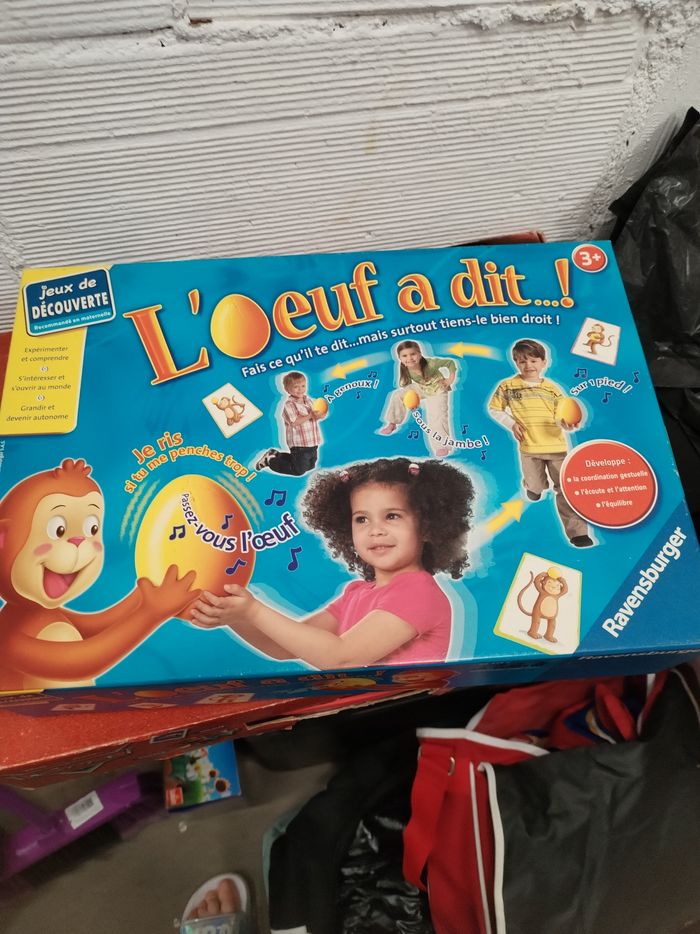 jeux de
DÉCOUVERTE
Recommandé en maternelle
Expérimenter
et comprendre
S'intéresser et
s'ouvrir au monde
Grandir et
devenir autonome
L'oeuf a dit...!
3+
Fais ce qu'il te dit...mais surtout tiens-le bien droit !
À genoux !
Sous la jambe !
Sur 1 pied !
Je ris
si tu me penches trop !
Passez-vous l'œuf
Développe :
• la coordination gestuelle
• l'écoute et l'attention
• l'équilibre
Ravensburger
Ravensburger
L'oeuf a dit...!